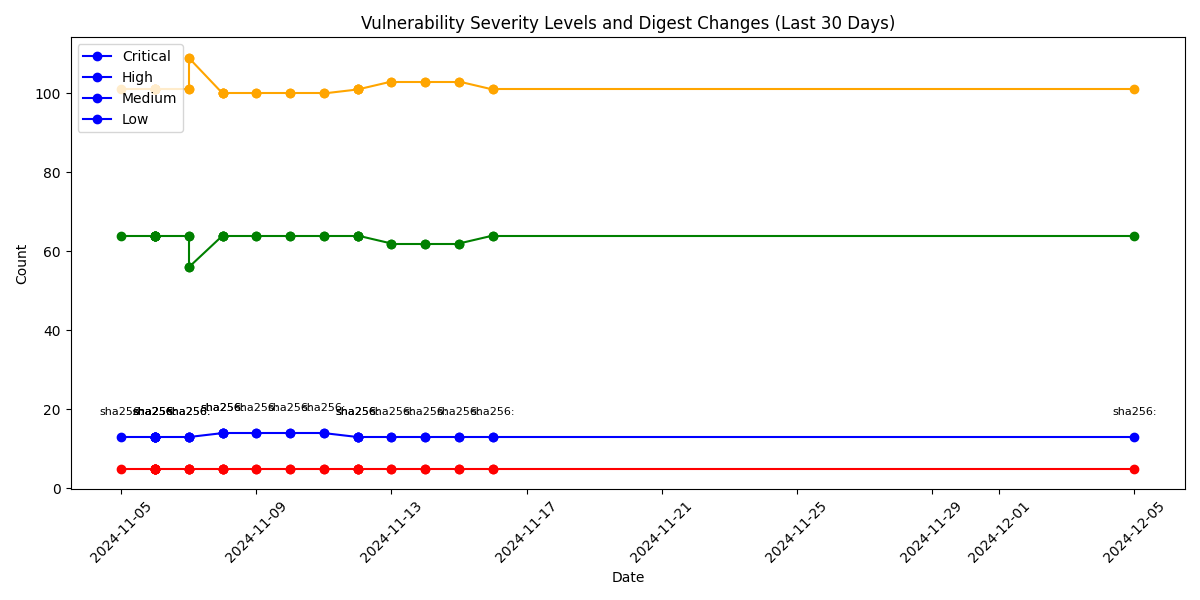 Vulnerability Severity Levels and Digest Changes (Last 30 Days)
Critical
High
Medium
Low
100
80
60
40
20
0
Count
sha256: sha256: sha256: sha256: sha256: sha256: sha256: sha256: sha256: sha256: sha256: sha256: sha256:
2024-11-05
2024-11-09
2024-11-13
2024-11-17
2024-11-21
2024-11-25
2024-11-29
2024-12-01
2024-12-05
Date